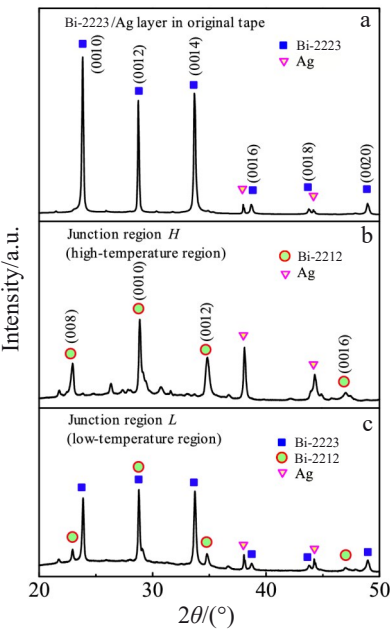 Bi-2223/Ag layer in original tape
a
(0010)
(0012)
(0014)
(0016)
(0018)
(0020)
Bi-2223
Ag
Junction region H
(high-temperature region)
b
(008)
(0010)
(0012)
(0016)
Bi-2212
Ag
Junction region L
(low-temperature region)
c
Bi-2223
Bi-2212
Ag
Intensity/a.u.
20 30 40 50
2θ/(°)